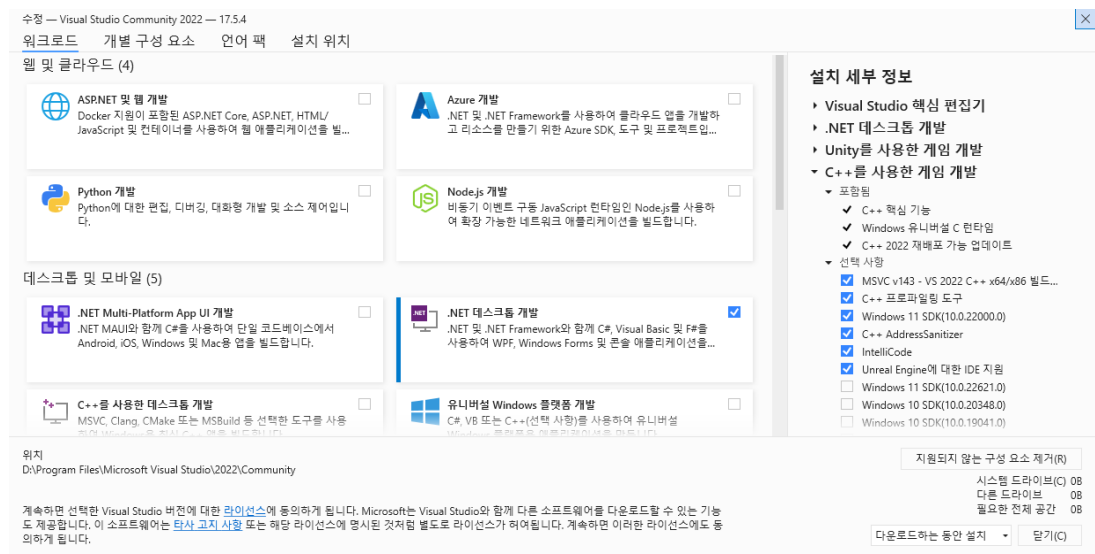 수정 — Visual Studio Community 2022 — 17.5.4
워크로드 개별 구성 요소 언어 팩 설치 위치
웹 및 클라우드 (4)
ASP.NET 및 웹 개발
Docker 지원이 포함된 ASP.NET Core, ASP.NET, HTML/
JavaScript 및 컨테이너를 사용하여 웹 애플리케이션을 빌...
Azure 개발
.NET 및 .NET Framework를 사용하여 클라우드 앱을 개발하
고 리소스를 만들기 위한 Azure SDK, 도구 및 프로젝트입...
Python 개발
Python에 대한 편집, 디버깅, 대화형 개발 및 소스 제어입니
다.
Node.js 개발
비동기 이벤트 구동 JavaScript 런타임인 Node.js를 사용하
여 확장 가능한 네트워크 애플리케이션을 빌드합니다.
데스크톱 및 모바일 (5)
.NET Multi-Platform App UI 개발
.NET MAUI와 함께 C#을 사용하여 단일 코드베이스에서
Android, iOS, Windows 및 Mac용 앱을 빌드합니다.
.NET 데스크톱 개발
.NET 및 .NET Framework와 함께 C#, Visual Basic 및 F#을
사용하여 WPF, Windows Forms 및 콘솔 애플리케이션을...
C++를 사용한 데스크톱 개발
MSVC, Clang, CMake 또는 MSBuild 등 선택한 도구를 사용
유니버설 Windows 플랫폼 개발
C#, VB 또는 C++(선택 사항)를 사용하여 유니버설
설치 세부 정보
Visual Studio 핵심 편집기
.NET 데스크톱 개발
Unity를 사용한 게임 개발
C++를 사용한 게임 개발
포함됨
C++ 핵심 기능
Windows 유니버설 C 런타임
C++ 2022 재배포 가능 업데이트
선택 사항
MSVC v143 - VS 2022 C++ x64/x86 빌드...
C++ 프로파일링 도구
Windows 11 SDK(10.0.22000.0)
C++ AddressSanitizer
IntelliCode
Unreal Engine에 대한 IDE 지원
Windows 11 SDK(10.0.22621.0)
Windows 10 SDK(10.0.20348.0)
Windows 10 SDK(10.0.19041.0)
위치
D:\Program Files\Microsoft Visual Studio\2022\Community
지원되지 않는 구성 요소 제거(R)
시스템 드라이브(C) 0B
다른 드라이브 0B
필요한 전체 공간 0B
계속하면 선택한 Visual Studio 버전에 대한 라이선스에 동의하게 됩니다. Microsoft는 Visual Studio와 함께 다른 소프트웨어를 다운로드할 수 있는 기능
도 제공합니다. 이 소프트웨어는 타사 고지 사항 또는 해당 라이선스에 명시된 것처럼 별도로 라이선스가 허여됩니다. 계속하면 이러한 라이선스에도 동
의하게 됩니다.
다운로드하는 동안 설치 닫기(C)